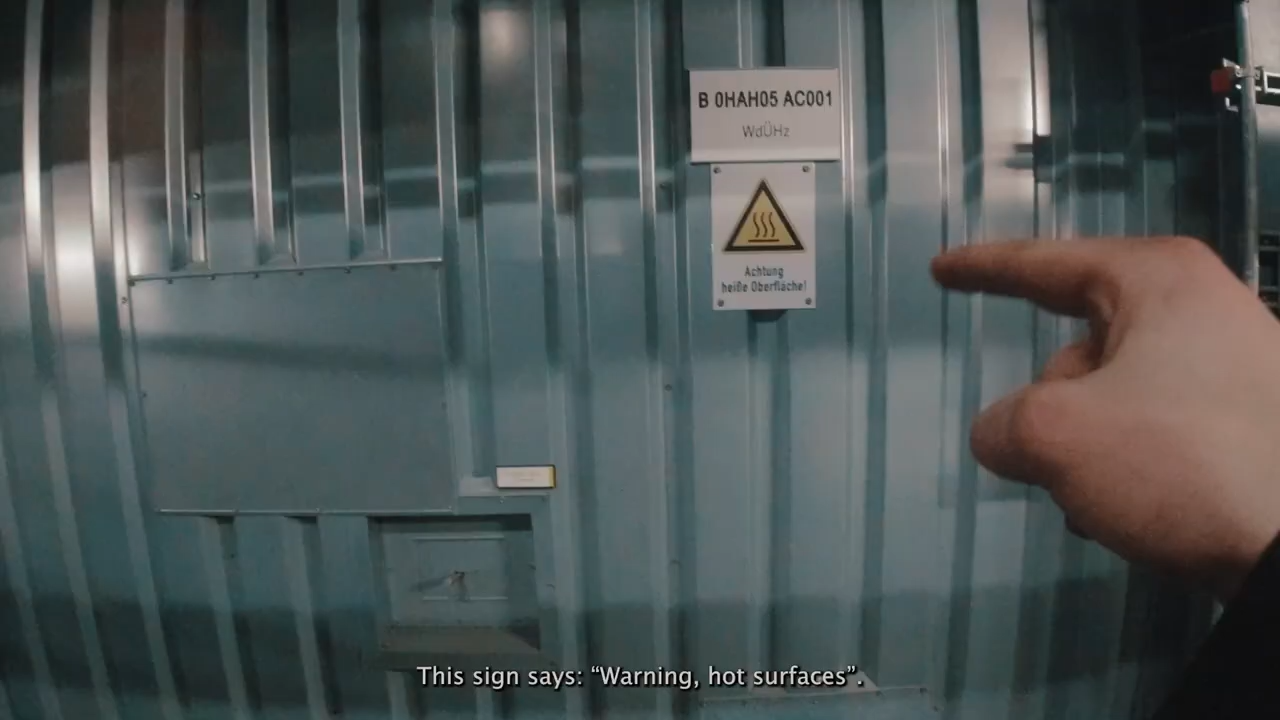 B 0HAH05 AC001
WdÜHz
Achtung
heiße Oberfläche!
This sign says: “Warning, hot surfaces”.